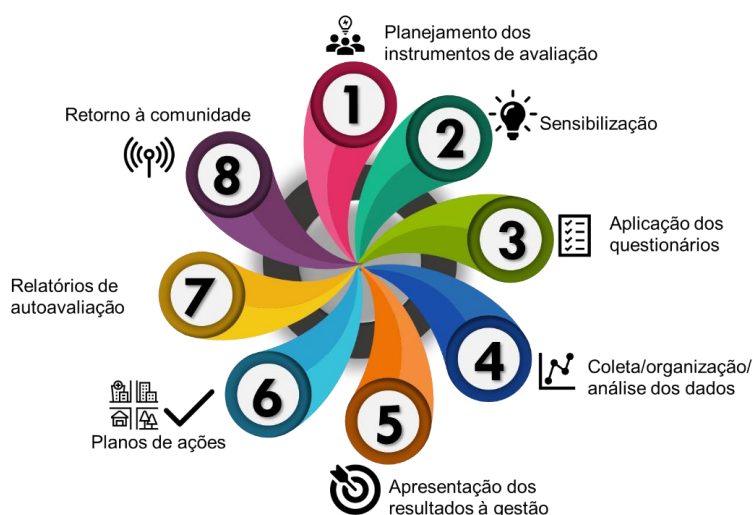 1
Planejamento dos
instrumentos de avaliação
2
Sensibilização
3
Aplicação dos
questionários
4
Coleta/organização/
análise dos dados
5
Apresentação dos
resultados à gestão
6
Planos de ações
7
Relatórios de
autoavaliação
8
Retorno à comunidade